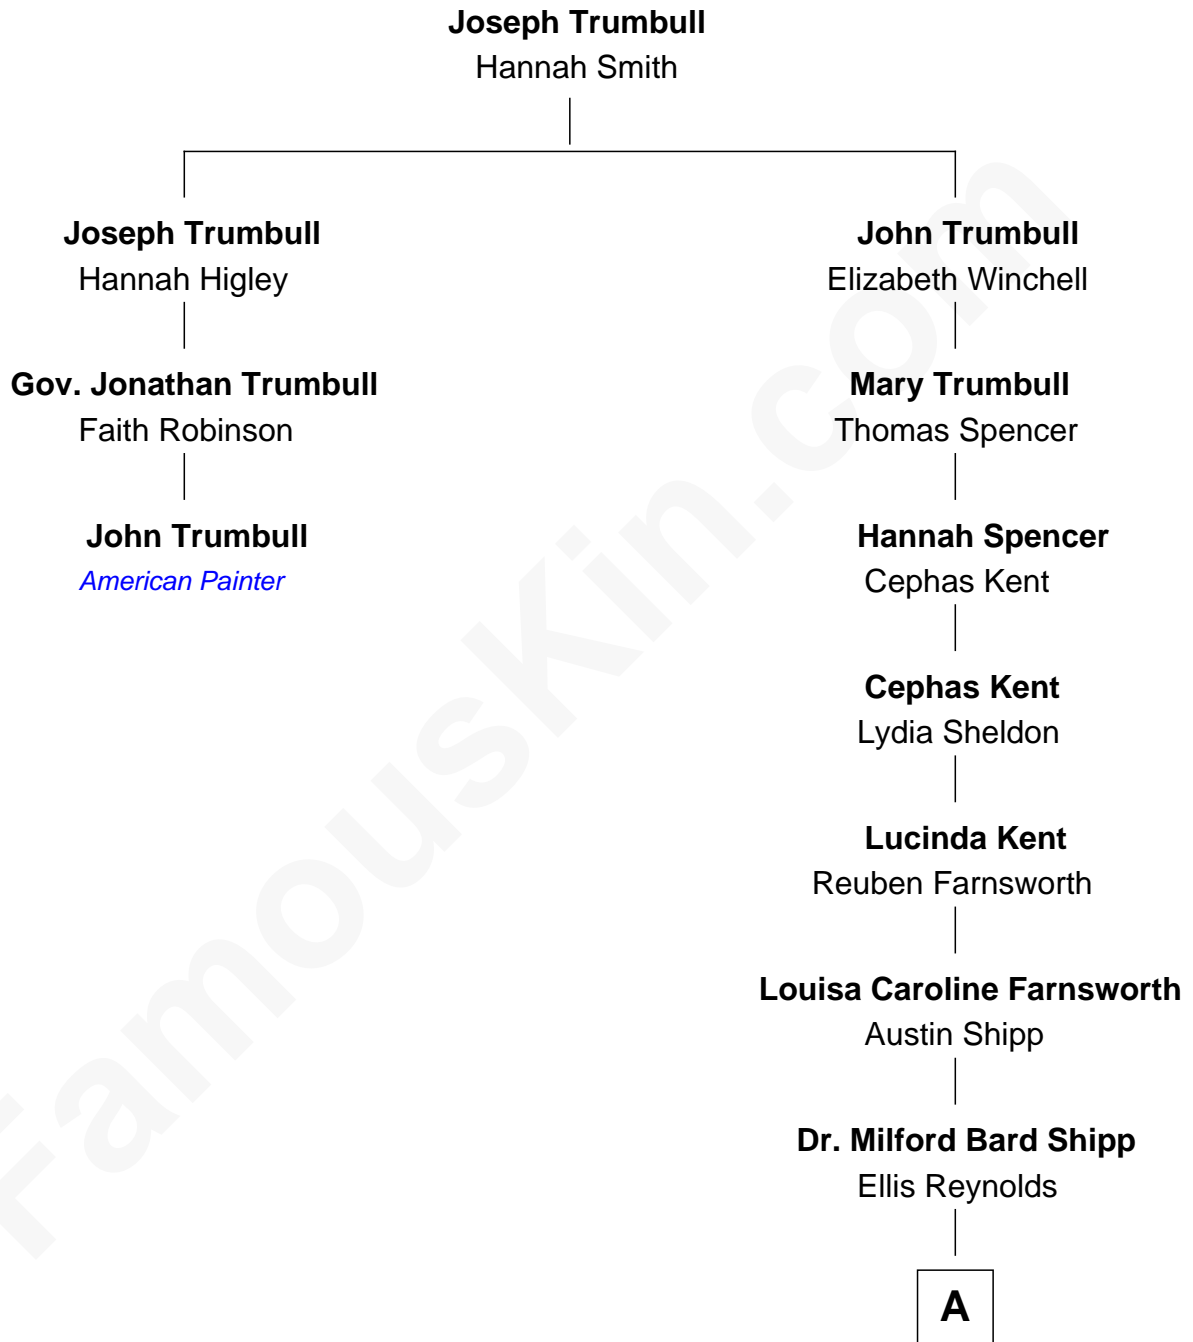 Joseph Trumbull
Hannah Smith
Joseph Trumbull
Hannah Higley
John Trumbull
Elizabeth Winchell
Gov. Jonathan Trumbull
Faith Robinson
Mary Trumbull
Thomas Spencer
John Trumbull
American Painter
Hannah Spencer
Cephas Kent
Cephas Kent
Lydia Sheldon
Lucinda Kent
Reuben Farnsworth
Louisa Caroline Farnsworth
Austin Shipp
Dr. Milford Bard Shipp
Ellis Reynolds
A
FamousKin.com